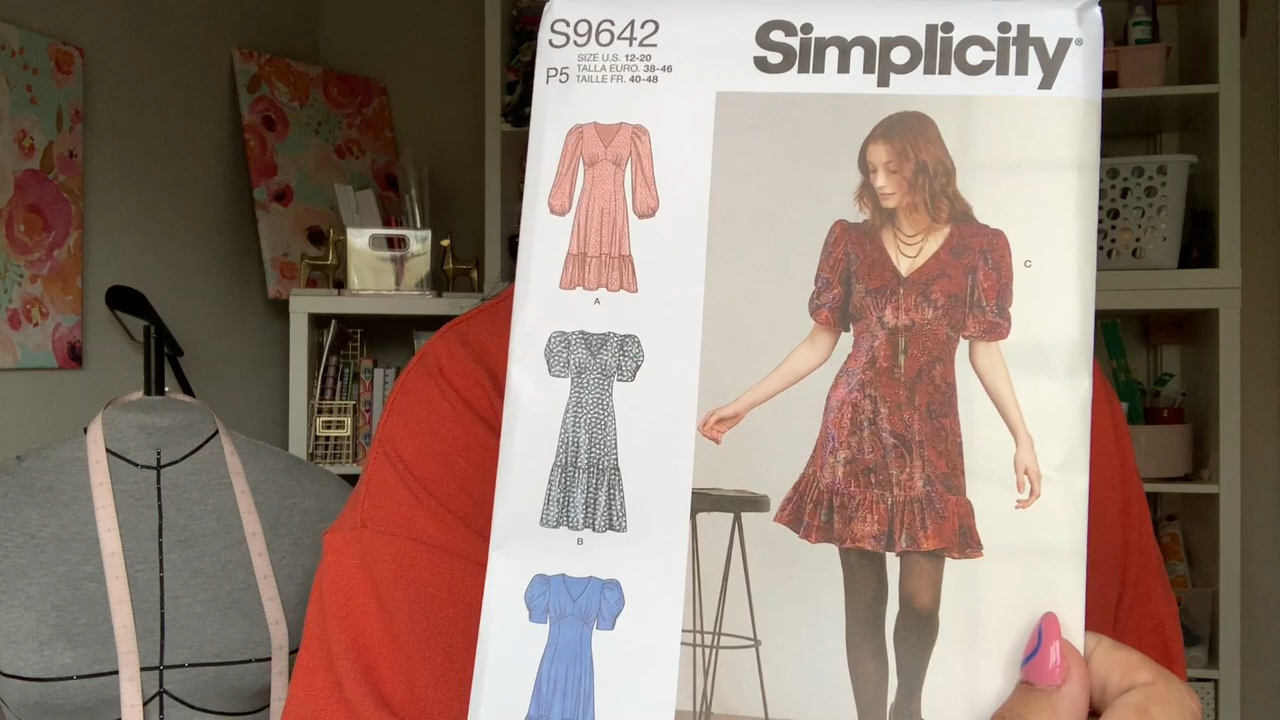 S9642
P5
SIZE U.S. 12-20
TALLA EURO. 38-46
TAILLE FR. 40-48
Simplicity®
A
B
C